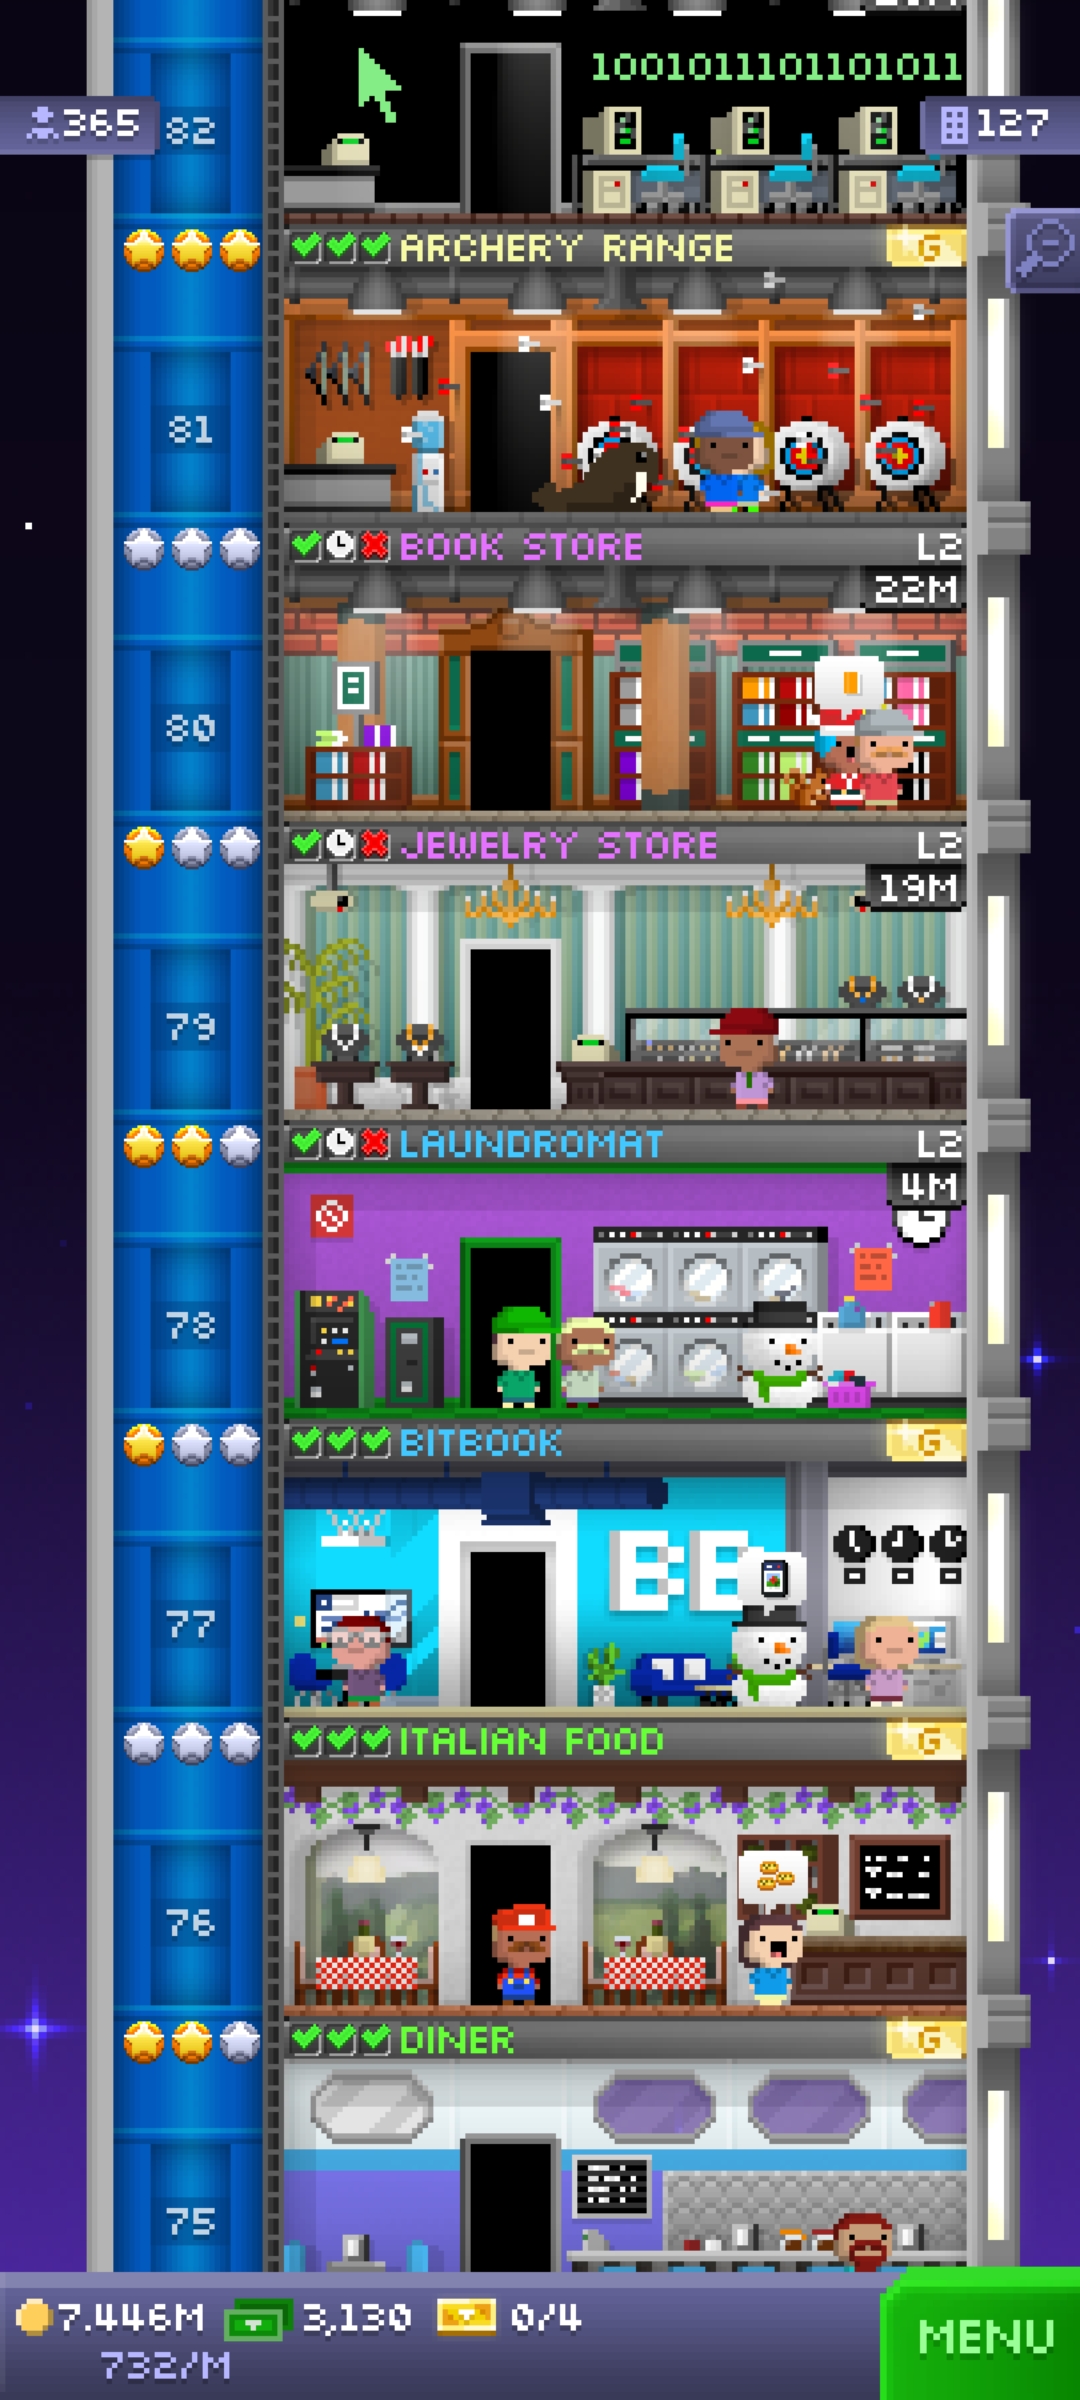 1001011101101011
365
82
127
ARCHERY RANGE
G
81
BOOK STORE
L2
22M
80
JEWELRY STORE
L2
19M
79
LAUNDROMAT
L2
4M
78
BITBOOK
G
BB
77
ITALIAN FOOD
G
76
DINER
G
75
7.446M
3,130
0/4
732/M
MENU